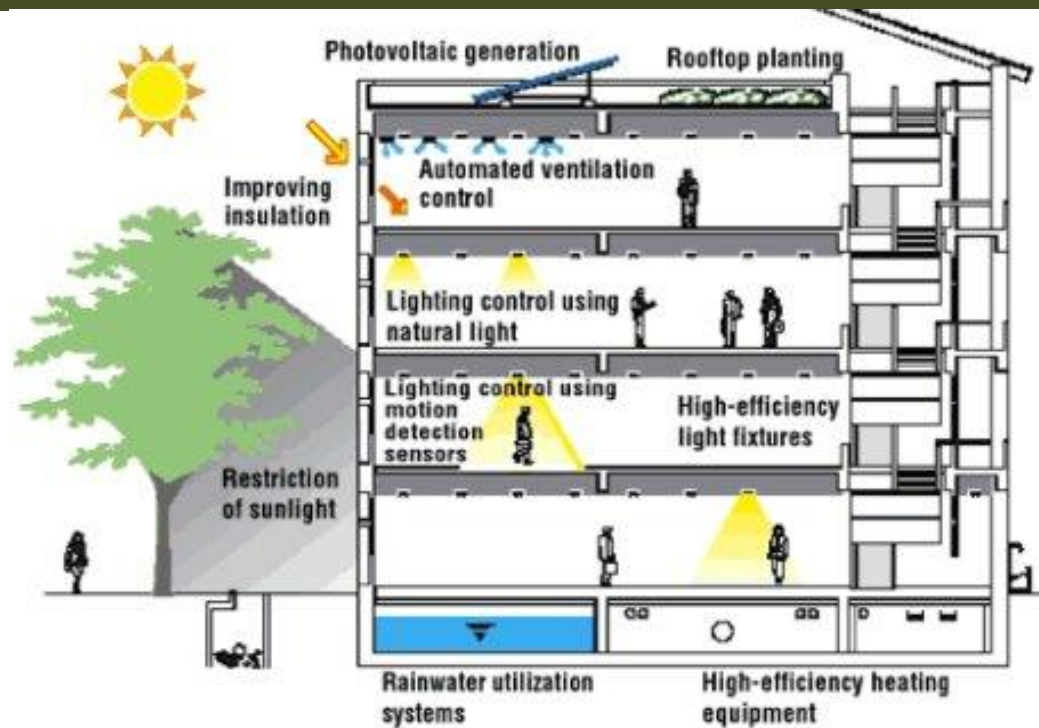 Photovoltaic generation
Rooftop planting
Improving
insulation
Automated ventilation
control
Lighting control using
natural light
Lighting control using
motion
detection
sensors
High-efficiency
light fixtures
Restriction
of sunlight
Rainwater utilization
systems
High-efficiency heating
equipment